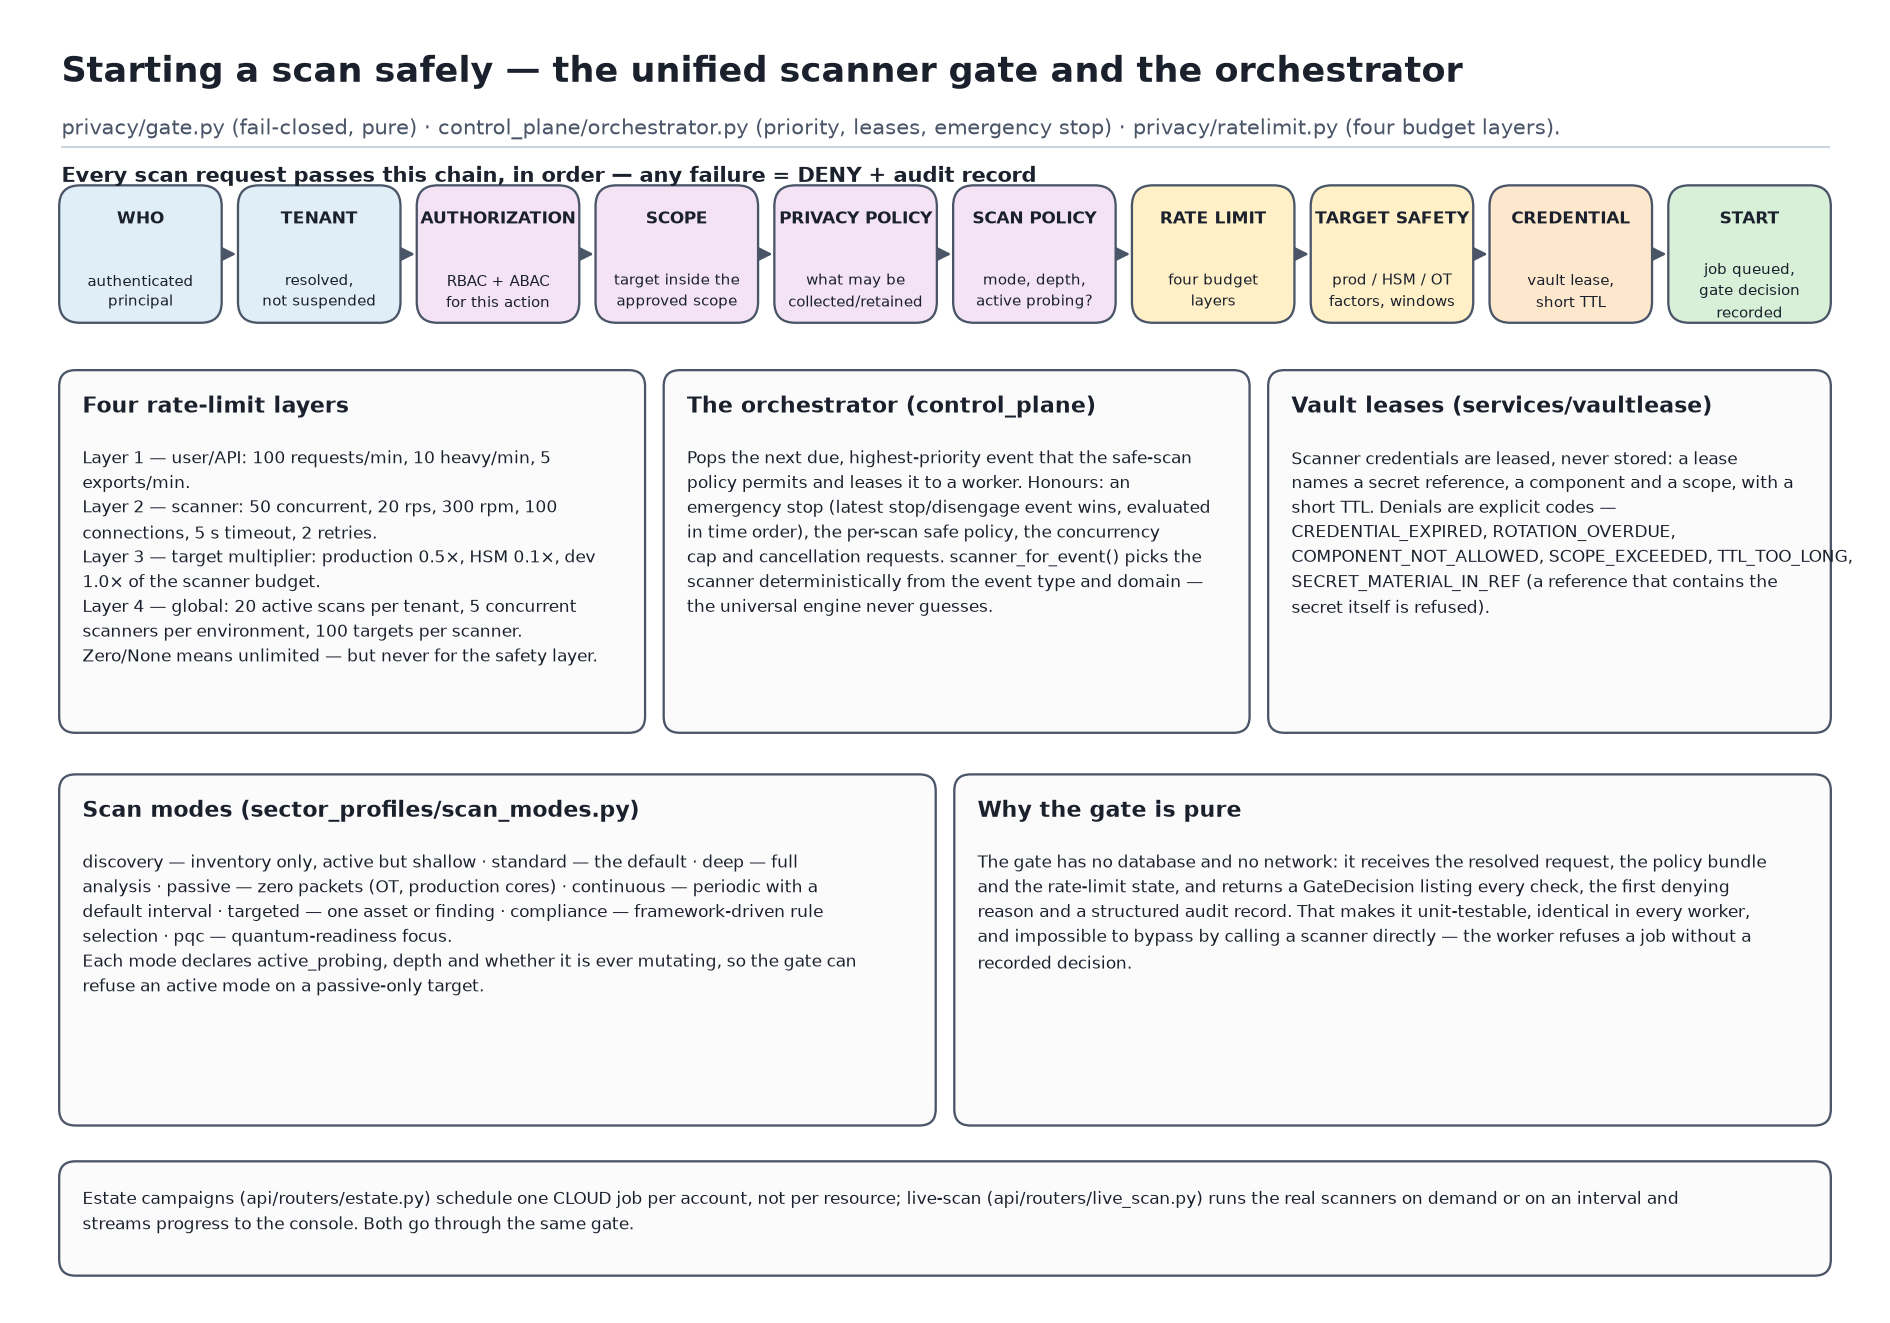 Starting a scan safely — the unified scanner gate and the orchestrator
privacy/gate.py (fail-closed, pure) · control_plane/orchestrator.py (priority, leases, emergency stop) · privacy/ratelimit.py (four budget layers).
Every scan request passes this chain, in order — any failure = DENY + audit record
WHO
authenticated
principal
TENANT
resolved,
not suspended
AUTHORIZATION
RBAC + ABAC
for this action
SCOPE
target inside the
approved scope
PRIVACY POLICY
what may be
collected/retained
SCAN POLICY
mode, depth,
active probing?
RATE LIMIT
four budget
layers
TARGET SAFETY
prod / HSM / OT
factors, windows
CREDENTIAL
vault lease,
short TTL
START
job queued,
gate decision
recorded
Four rate-limit layers
Layer 1 — user/API: 100 requests/min, 10 heavy/min, 5
exports/min.
Layer 2 — scanner: 50 concurrent, 20 rps, 300 rpm, 100
connections, 5 s timeout, 2 retries.
Layer 3 — target multiplier: production 0.5×, HSM 0.1×, dev
1.0× of the scanner budget.
Layer 4 — global: 20 active scans per tenant, 5 concurrent
scanners per environment, 100 targets per scanner.
Zero/None means unlimited — but never for the safety layer.
The orchestrator (control_plane)
Pops the next due, highest-priority event that the safe-scan
policy permits and leases it to a worker. Honours: an
emergency stop (latest stop/disengage event wins, evaluated
in time order), the per-scan safe policy, the concurrency
cap and cancellation requests. scanner_for_event() picks the
scanner deterministically from the event type and domain —
the universal engine never guesses.
Vault leases (services/vaultlease)
Scanner credentials are leased, never stored: a lease
names a secret reference, a component and a scope, with a
short TTL. Denials are explicit codes —
CREDENTIAL_EXPIRED, ROTATION_OVERDUE,
COMPONENT_NOT_ALLOWED, SCOPE_EXCEEDED, TTL_TOO_LONG,
SECRET_MATERIAL_IN_REF (a reference that contains the
secret itself is refused).
Scan modes (sector_profiles/scan_modes.py)
discovery — inventory only, active but shallow · standard — the default · deep — full
analysis · passive — zero packets (OT, production cores) · continuous — periodic with a
default interval · targeted — one asset or finding · compliance — framework-driven rule
selection · pqc — quantum-readiness focus.
Each mode declares active_probing, depth and whether it is ever mutating, so the gate can
refuse an active mode on a passive-only target.
Why the gate is pure
The gate has no database and no network: it receives the resolved request, the policy bundle
and the rate-limit state, and returns a GateDecision listing every check, the first denying
reason and a structured audit record. That makes it unit-testable, identical in every worker,
and impossible to bypass by calling a scanner directly — the worker refuses a job without a
recorded decision.
Estate campaigns (api/routers/estate.py) schedule one CLOUD job per account, not per resource; live-scan (api/routers/live_scan.py) runs the real scanners on demand or on an interval and
streams progress to the console. Both go through the same gate.